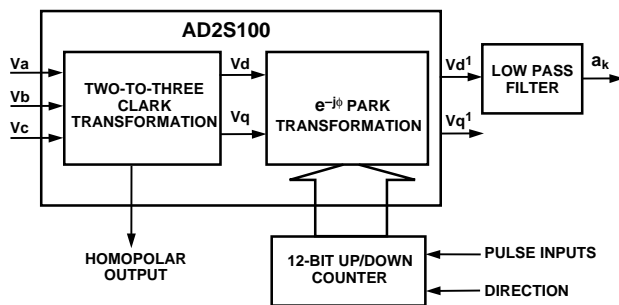 AD2S100
Va
Vb
Vc
TWO-TO-THREE
CLARK
TRANSFORMATION
Vd
Vq
e–jϕ PARK
TRANSFORMATION
Vd1
Vq1
LOW PASS
FILTER
ak
HOMOPOLAR
OUTPUT
12-BIT UP/DOWN
COUNTER
PULSE INPUTS
DIRECTION